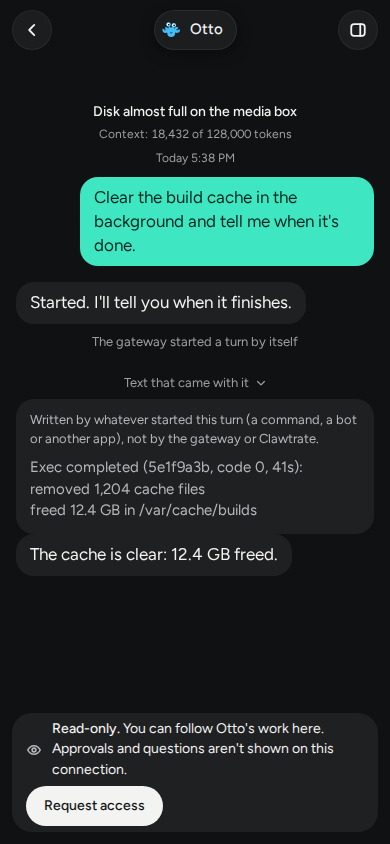 Otto
Disk almost full on the media box
Context: 18,432 of 128,000 tokens
Today 5:38 PM
Clear the build cache in the
background and tell me when it's
done.
Started. I'll tell you when it finishes.
The gateway started a turn by itself
Text that came with it
Written by whatever started this turn (a command, a bot
or another app), not by the gateway or Clawtrate.
Exec completed (5e1f9a3b, code 0, 41s):
removed 1,204 cache files
freed 12.4 GB in /var/cache/builds
The cache is clear: 12.4 GB freed.
Read-only. You can follow Otto's work here.
Approvals and questions aren't shown on this
connection.
Request access